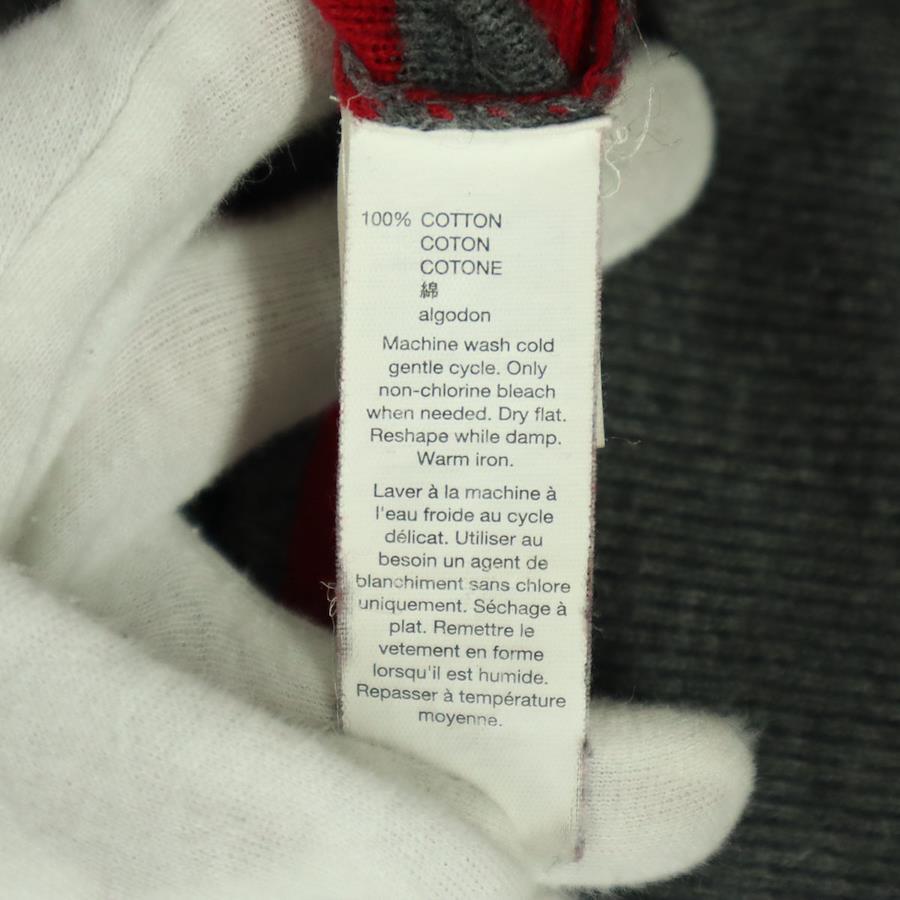 100% COTTON
COTON
COTONE
綿
algodon
Machine wash cold
gentle cycle. Only
non-chlorine bleach
when needed. Dry flat.
Reshape while damp.
Warm iron.
Laver à la machine à
l'eau froide au cycle
délicat. Utiliser au
besoin un agent de
blanchiment sans chlore
uniquement. Séchage à
plat. Remettre le
vetement en forme
lorsqu'il est humide.
Repasser à température
moyenne.